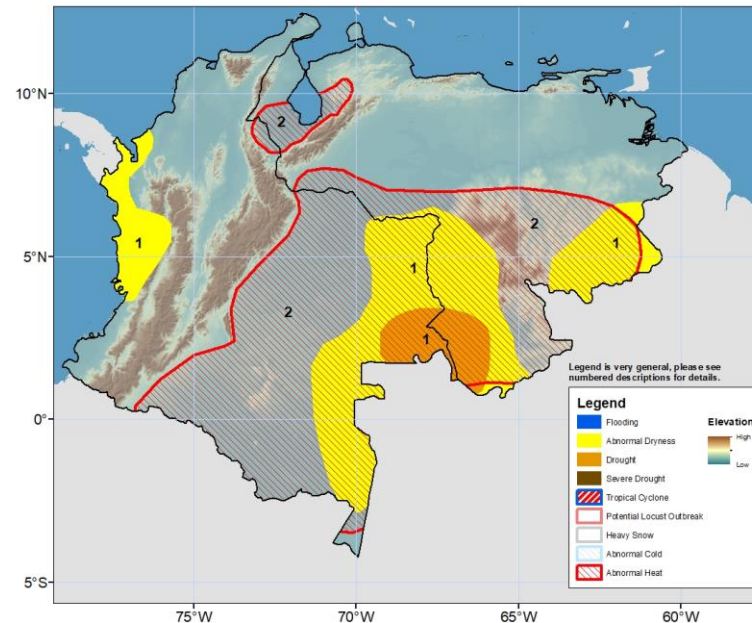 10°N
5°N
0°
5°S
75°W
70°W
65°W
60°W
2
1
2
1
1
2
1
Legend is very general, please see
numbered descriptions for details.
Legend
Flooding
Abnormal Dryness
Drought
Severe Drought
Tropical Cyclone
Potential Locust Outbreak
Heavy Snow
Abnormal Cold
Abnormal Heat
Elevation
High
Low